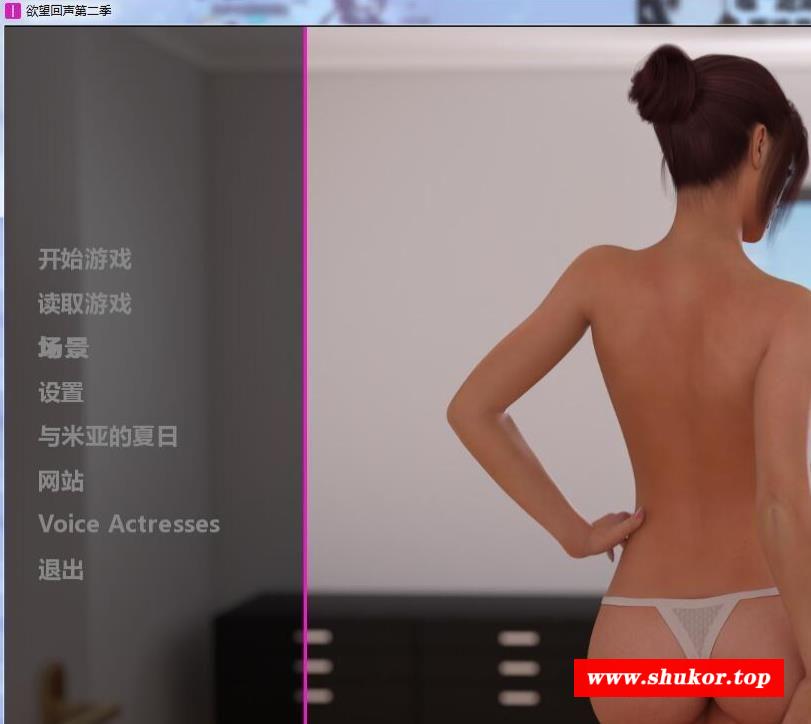 欲望回声第二季
开始游戏
读取游戏
场景
设置
与米亚的夏日
网站
Voice Actresses
退出
www.shukor.top